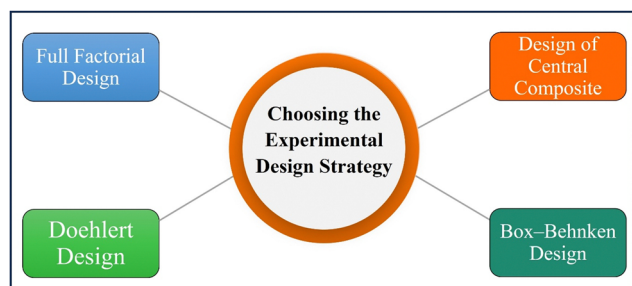 Full Factorial
Design
Design of
Central
Composite
Choosing the
Experimental
Design Strategy
Doehlert
Design
Box–Behnken
Design